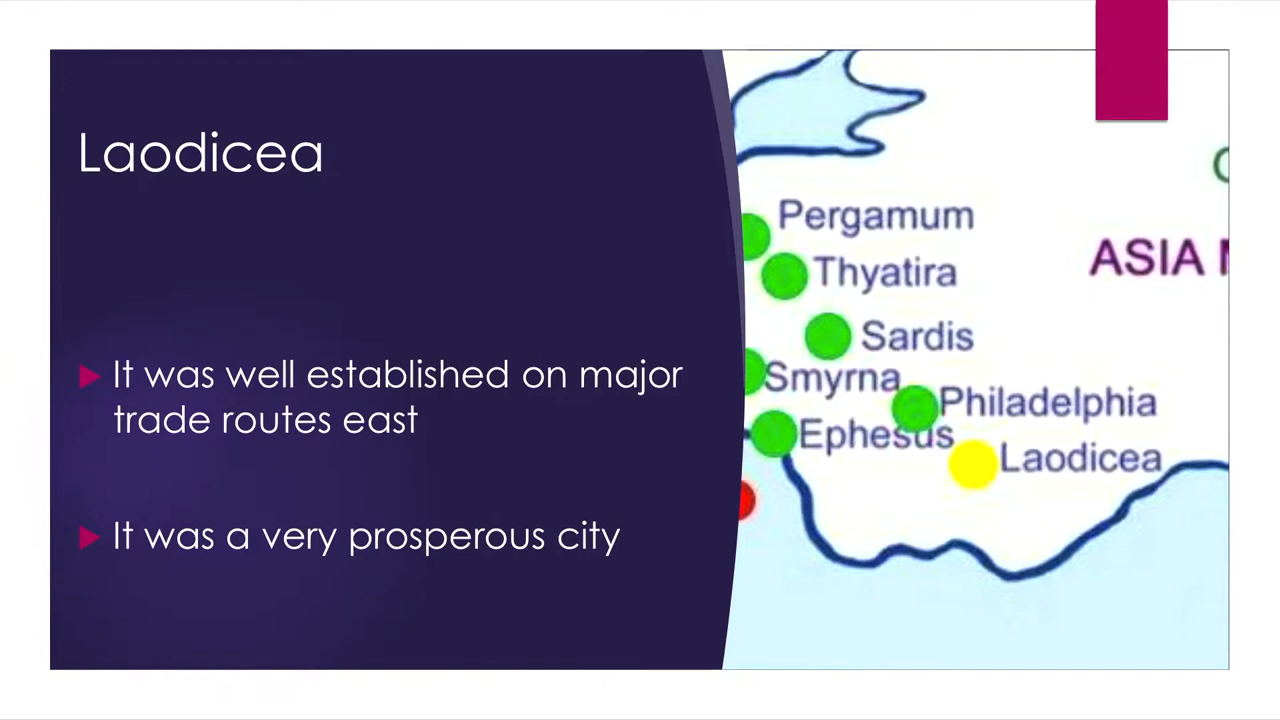 Laodicea
It was well established on major
trade routes east
It was a very prosperous city
Pergamum
Thyatira
Sardis
Smyrna
Philadelphia
Ephesus
Laodicea
ASIA